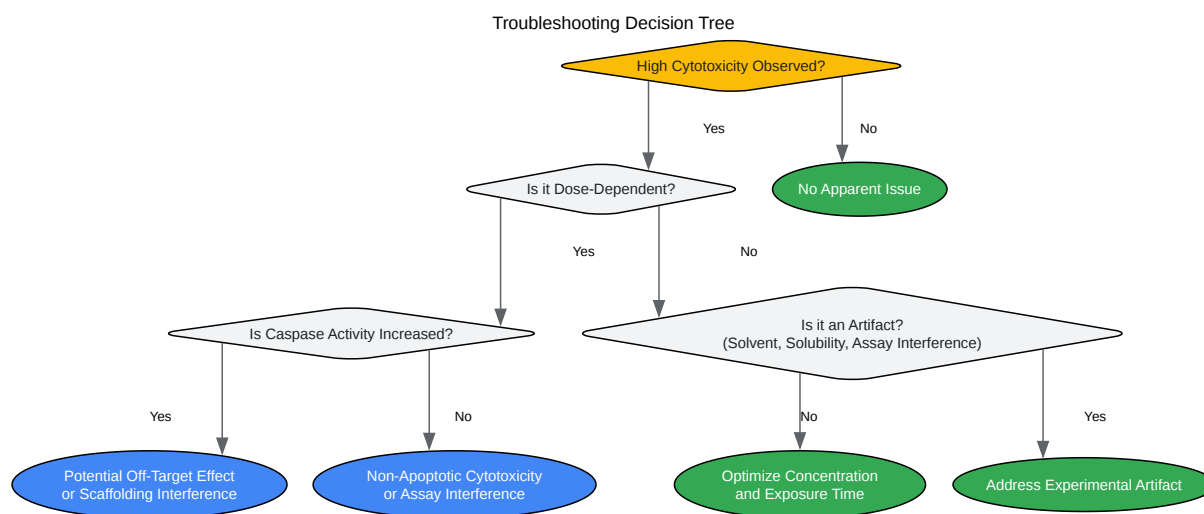 Troubleshooting Decision Tree
High Cytotoxicity Observed?
Yes
No
Is it Dose-Dependent?
No Apparent Issue
Yes
No
Is Caspase Activity Increased?
Is it an Artifact?
(Solvent, Solubility, Assay Interference)
Yes
No
No
Yes
Potential Off-Target Effect
or Scaffolding Interference
Non-Apoptotic Cytotoxicity
or Assay Interference
Optimize Concentration
and Exposure Time
Address Experimental Artifact